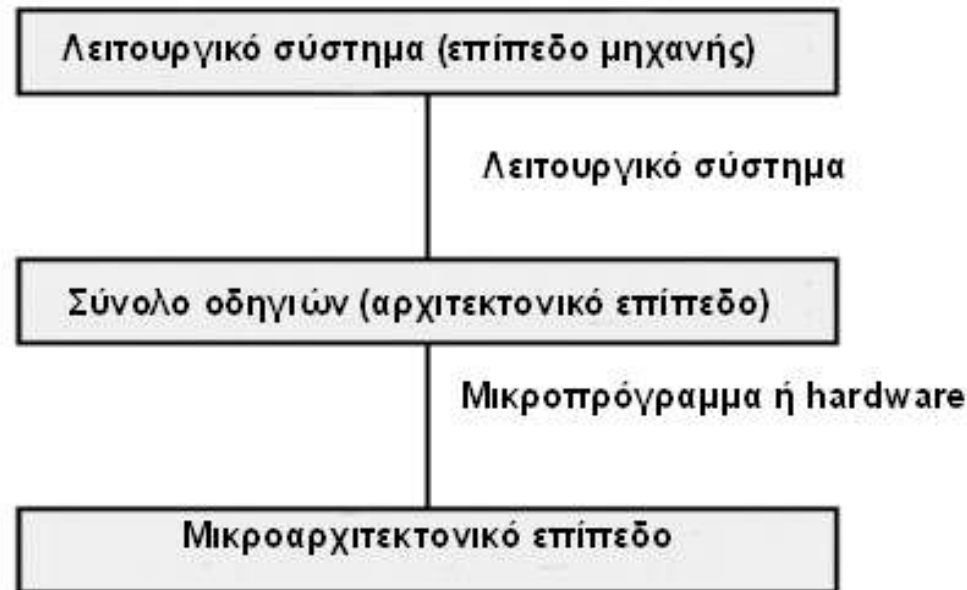 Λειτουργικό σύστημα (επίπεδο μηχανής)
Λειτουργικό σύστημα
Σύνολο οδηγιών (αρχιτεκτονικό επίπεδο)
Μικροπρόγραμμα ή hardware
Μικροαρχιτεκτονικό επίπεδο